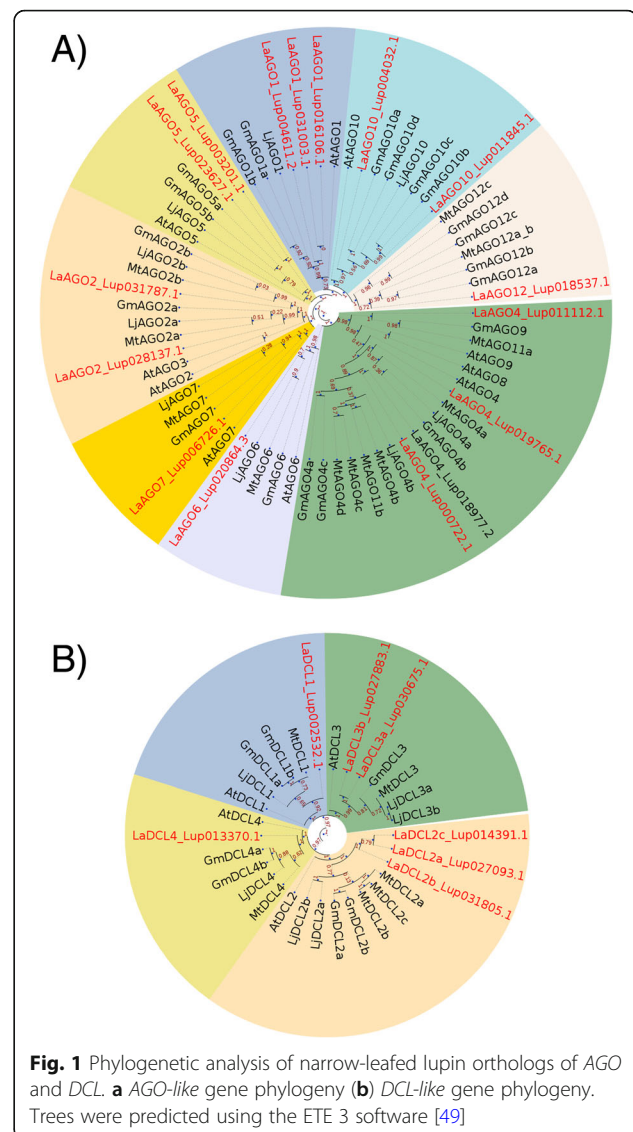 A)
LaAGO5_Lup003201.1
LaAGO5_Lup023627.1
GmAGO5a
GmAGO5b
LjAGO5
AtAGO5
GmAGO1b
GmAGO1a
LjAGO1
LaAGO1_Lup004611.2
LaAGO1_Lup031003.1
LaAGO1_Lup016106.1
AtAGO1
AtAGO10
LaAGO10_Lup004032.1
GmAGO10a
GmAGO10d
LjAGO10
GmAGO10c
GmAGO10b
LaAGO10_Lup011845.1
MtAGO12c
GmAGO12d
GmAGO12c
MtAGO12a_b
GmAGO12b
GmAGO12a
LaAGO12_Lup018537.1
LaAGO4_Lup011112.1
GmAGO9
MtAGO11a
AtAGO9
AtAGO8
AtAGO4
LaAGO4_Lup019765.1
MtAGO4a
LjAGO4a
GmAGO4b
LaAGO4_Lup018977.2
LaAGO4_Lup000722.1
LjAGO4b
MtAGO4b
MtAGO11b
MtAGO4c
MtAGO4d
GmAGO4c
GmAGO4a
AtAGO6
GmAGO6
MtAGO6
LjAGO6
LaAGO6_Lup020864.3
AtAGO7
LaAGO7_Lup006726.1
GmAGO7
MtAGO7
LjAGO7
AtAGO2
AtAGO3
LaAGO2_Lup028137.1
MtAGO2a
LjAGO2a
GmAGO2a
LaAGO2_Lup031787.1
MtAGO2b
LjAGO2b
GmAGO2b
B)
LaDCL1_Lup002532.1
MtDCL1
GmDCL1b
GmDCL1a
LjDCL1
AtDCL1
AtDCL3
LaDCL3b_Lup027883.1
LaDCL3a_Lup030675.1
GmDCL3
MtDCL3
LjDCL3a
LjDCL3b
LaDCL2c_Lup014391.1
LaDCL2a_Lup027093.1
LaDCL2b_Lup031805.1
MtDCL2a
MtDCL2c
MtDCL2b
GmDCL2b
GmDCL2a
LjDCL2a
LjDCL2b
AtDCL2
MtDCL4
LjDCL4
GmDCL4b
GmDCL4a
LaDCL4_Lup013370.1
AtDCL4
Fig. 1 Phylogenetic analysis of narrow-leafed lupin orthologs of AGO
and DCL. a AGO-like gene phylogeny (b) DCL-like gene phylogeny.
Trees were predicted using the ETE 3 software [49]